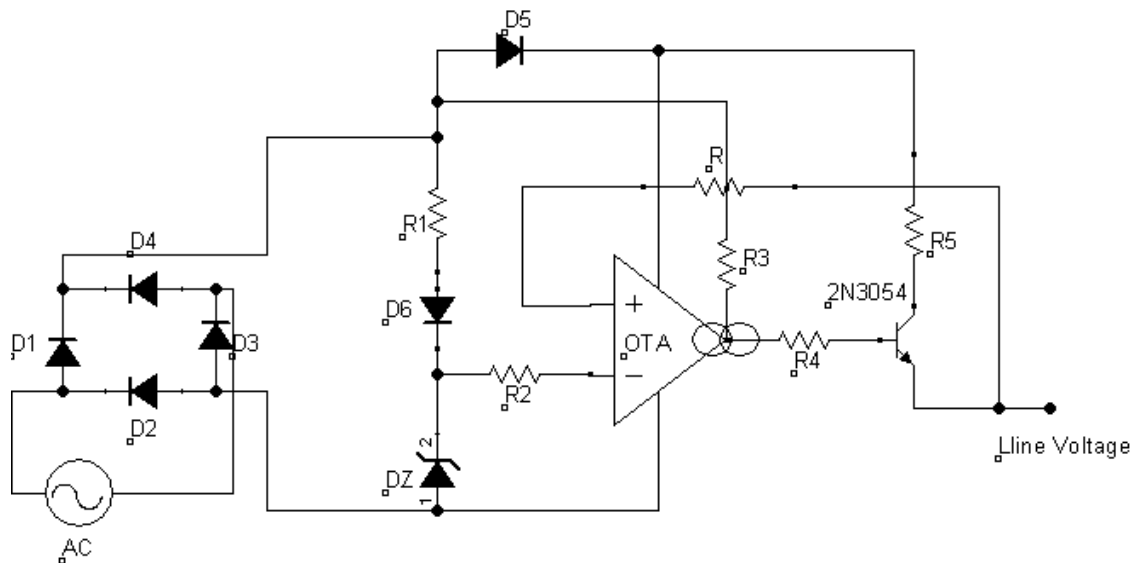 D5
R
R1
D4
R3
R5
2N3054
D6
D1
D3
OTA
R4
R2
D2
2
Lline Voltage
DZ
1
AC